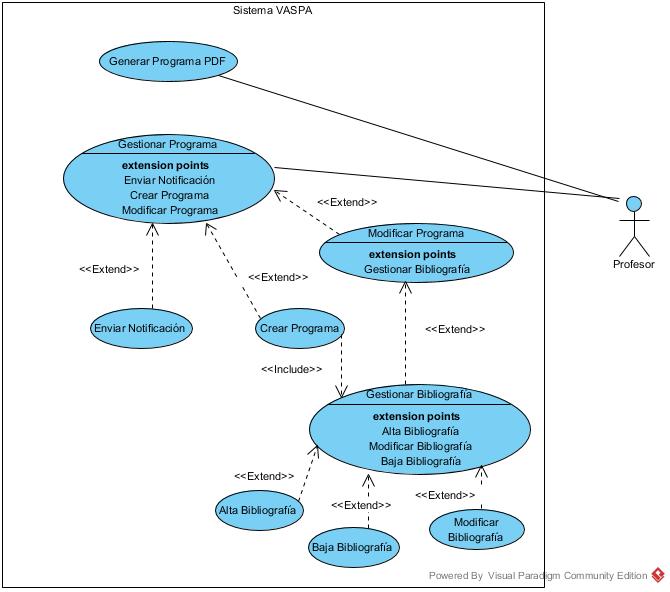 Sistema VASPA
Generar Programa PDF
Gestionar Programa
extension points
Enviar Notificación
Crear Programa
Modificar Programa
<<Extend>>
Modificar Programa
extension points
Gestionar Bibliografía
Profesor
<<Extend>>
<<Extend>>
Enviar Notificación
Crear Programa
<<Extend>>
<<Include>>
Gestionar Bibliografía
extension points
Alta Bibliografía
Modificar Bibliografía
Baja Bibliografía
<<Extend>>
<<Extend>>
<<Extend>>
Alta Bibliografía
Baja Bibliografía
Modificar
Bibliografía
Powered By Visual Paradigm Community Edition